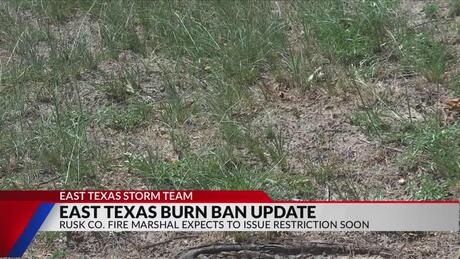 EAST TEXAS STORM TEAM
EAST TEXAS BURN BAN UPDATE
RUSK CO. FIRE MARSHAL EXPECTS TO ISSUE RESTRICTION SOON